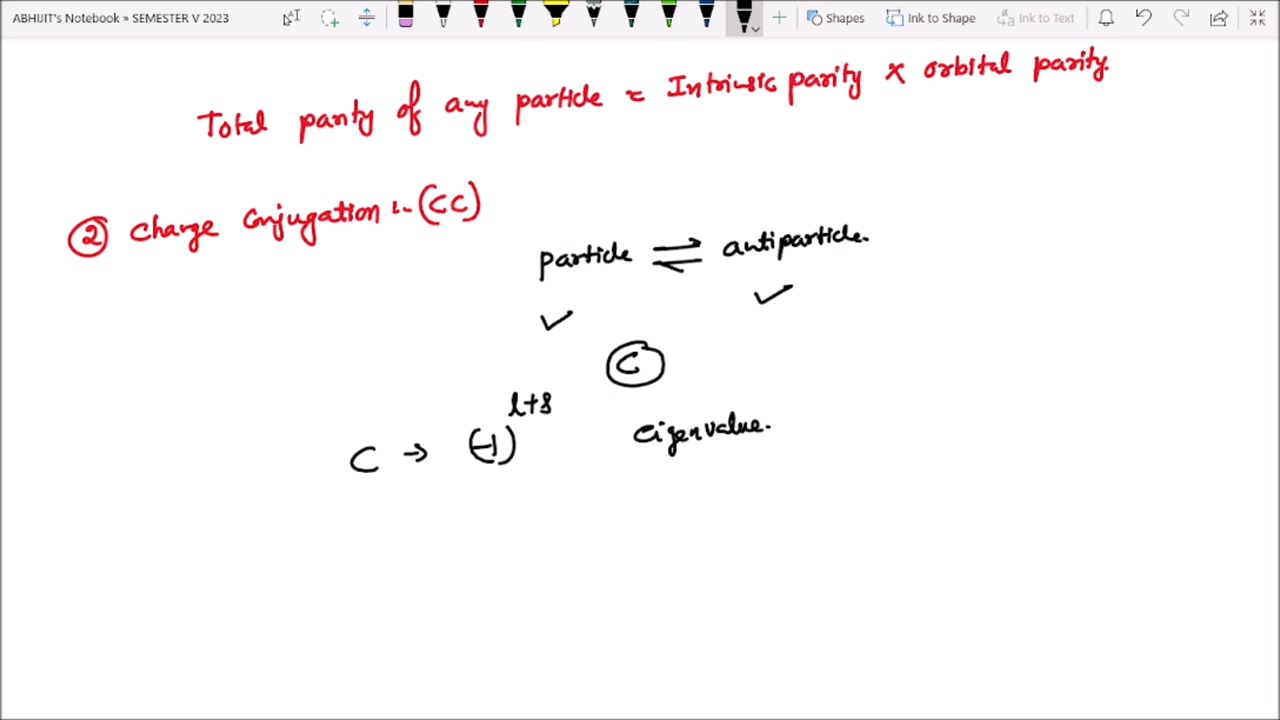 ABHIJIT's Notebook » SEMESTER V 2023
Shapes
Ink to Shape
Ink to Text
Total parity of any particle = Intrinsic parity × orbital parity.
② Charge Conjugation :- (CC)
particle ⇌ antiparticle.
✓ ✓
C
C → (-1)^{l+s} eigenvalue.